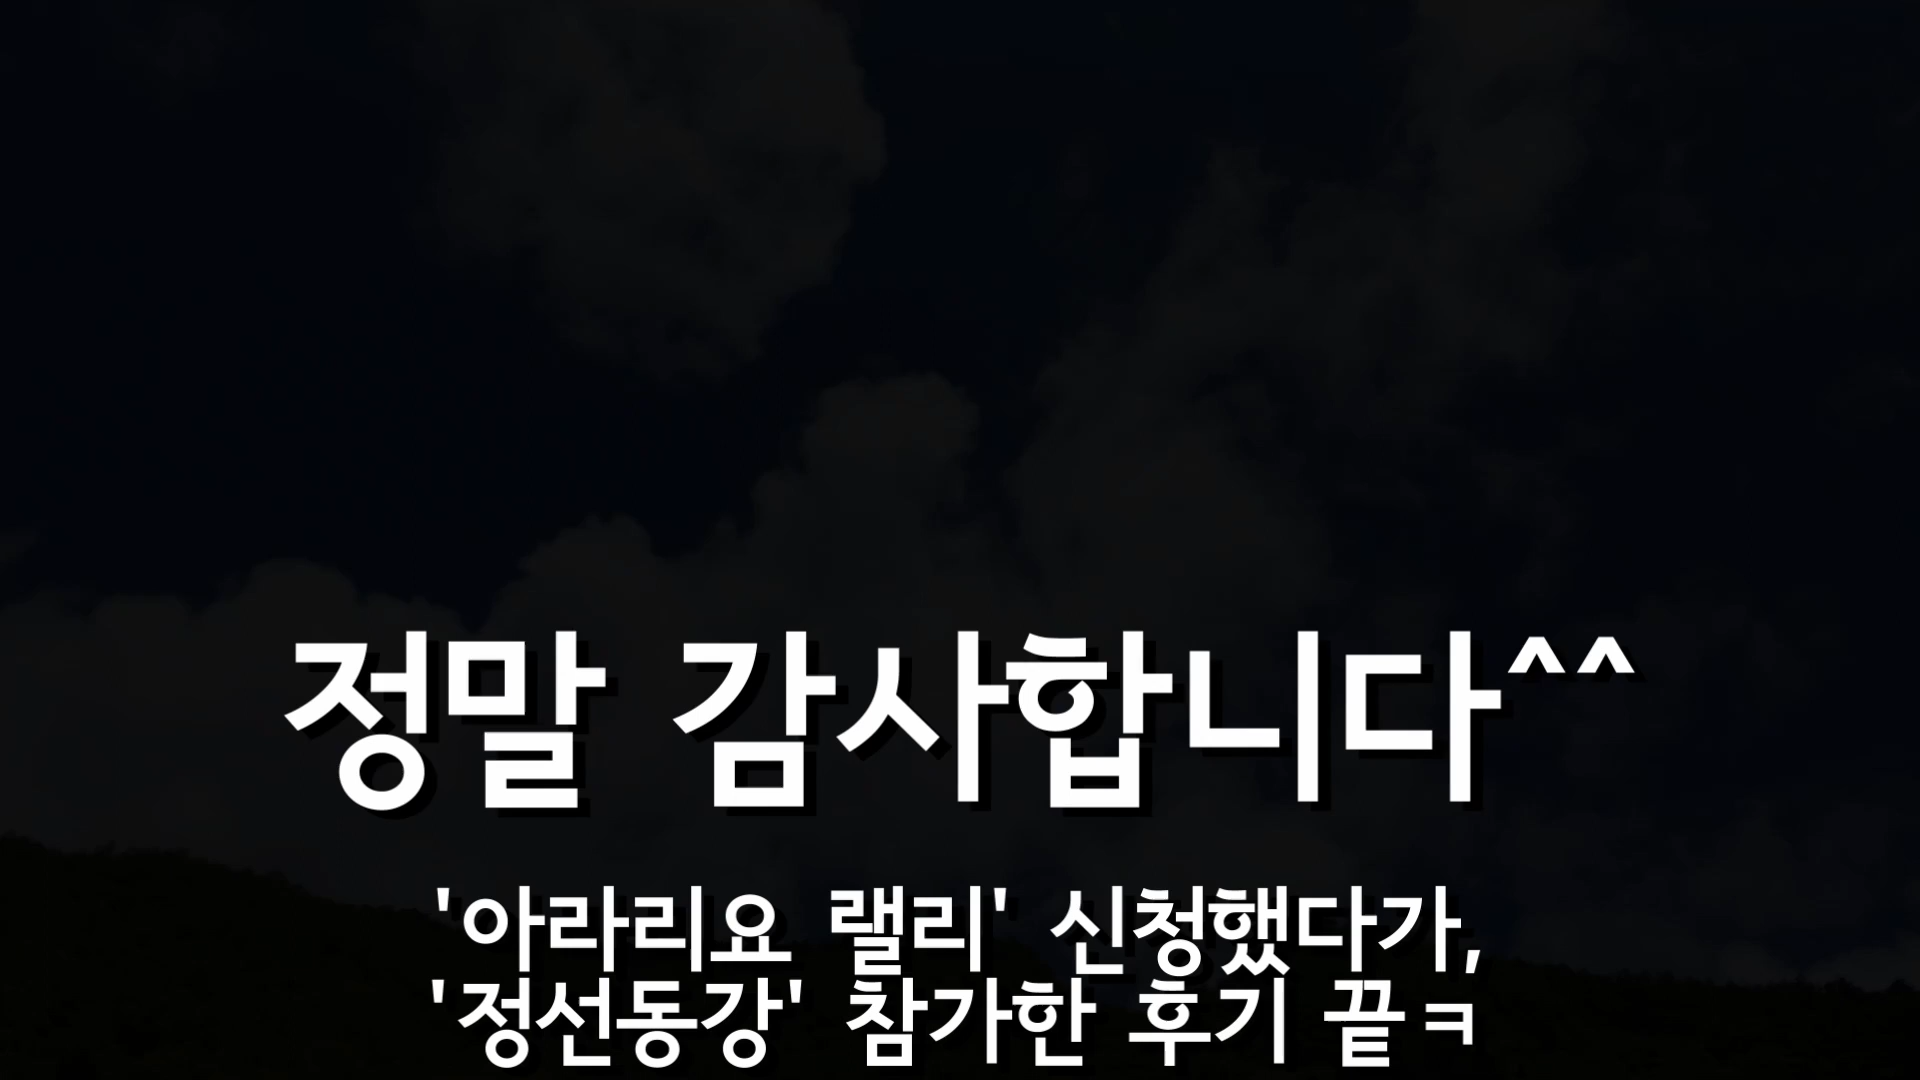 정말 감사합니다^^
'아라리요 랠리' 신청했다가,
'정선동강' 참가한 후기 끝ㅋ